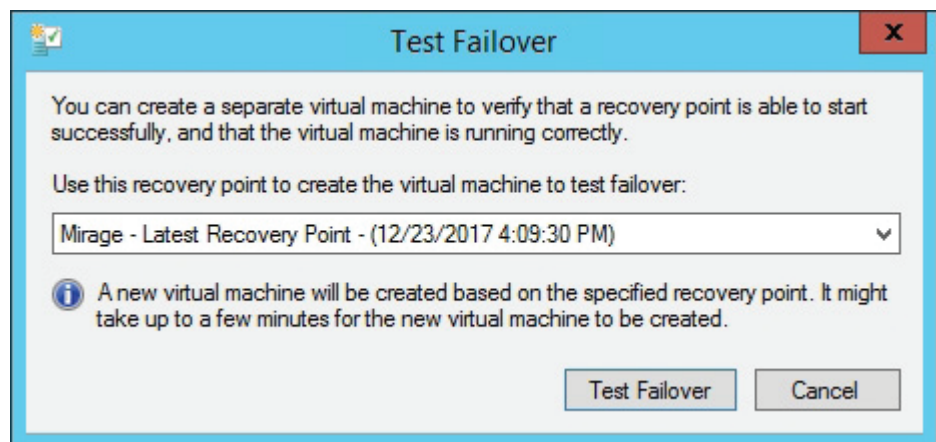 Test Failover
x
You can create a separate virtual machine to verify that a recovery point is able to start
successfully, and that the virtual machine is running correctly.
Use this recovery point to create the virtual machine to test failover:
Mirage - Latest Recovery Point - (12/23/2017 4:09:30 PM)
A new virtual machine will be created based on the specified recovery point. It might
take up to a few minutes for the new virtual machine to be created.
Test Failover
Cancel